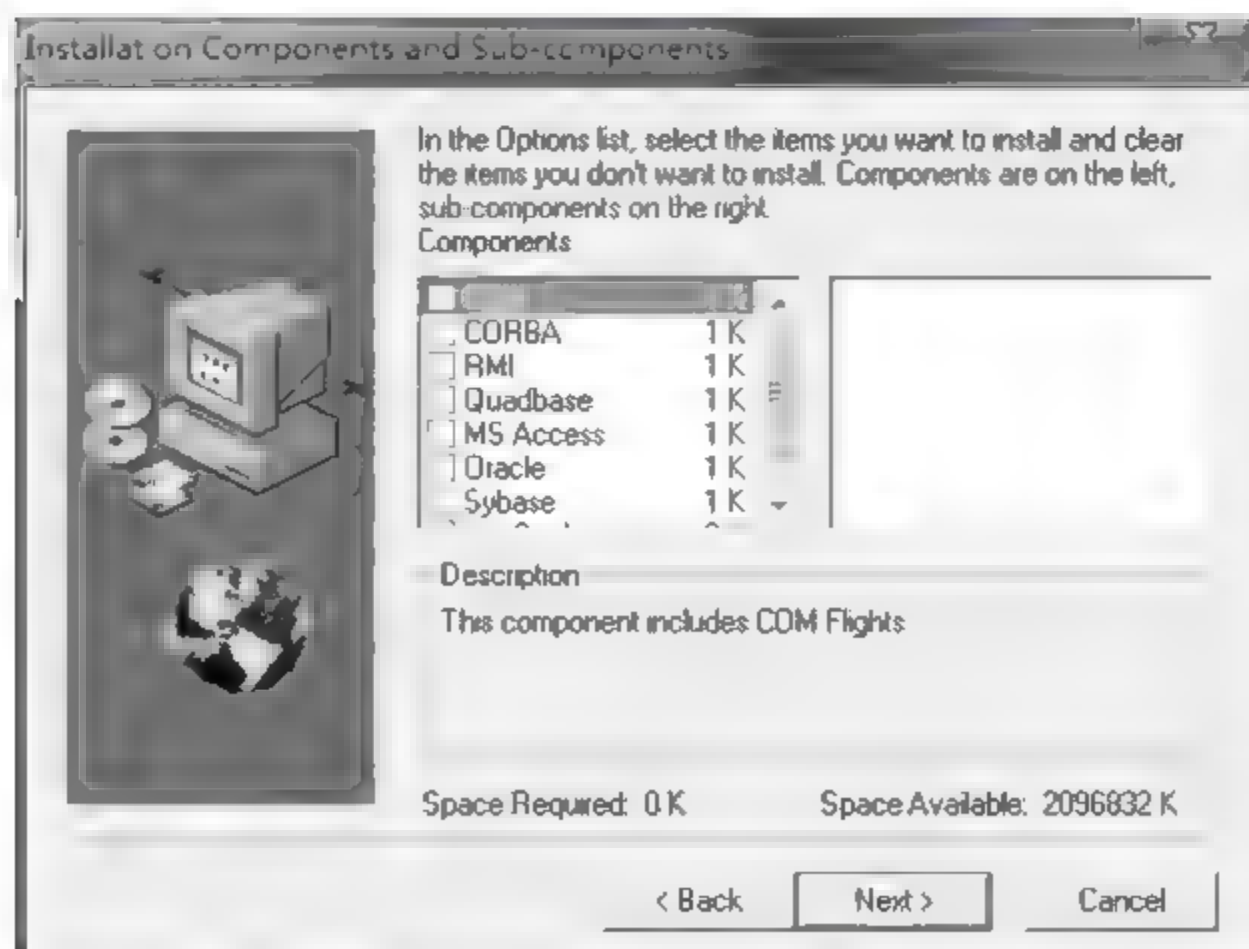 Installat on Components and Sub-components
In the Options list, select the items you want to install and clear
the items you don't want to install. Components are on the left,
sub-components on the right.
Components
CORBA 1 K
RMI 1 K
Quadbase 1 K
MS Access 1 K
Oracle 1 K
Sybase 1 K
Description
This component includes COM Flights
Space Required: 0 K Space Available: 2096832 K
< Back Next > Cancel